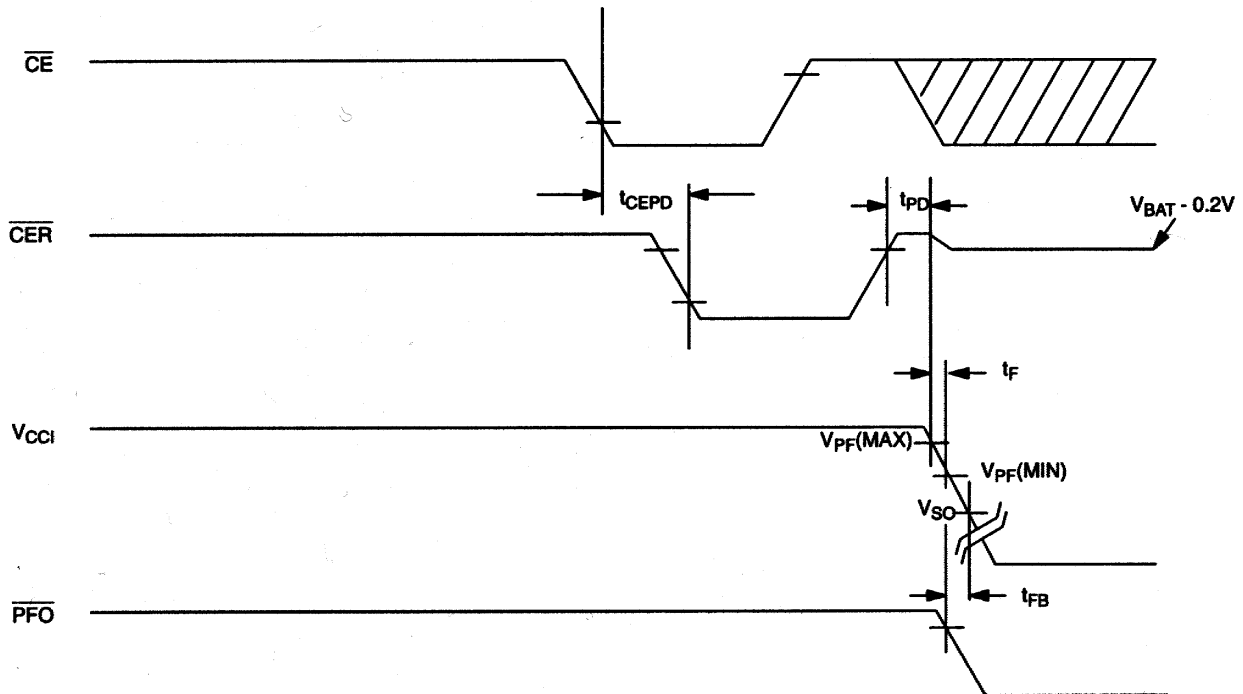 CE
tCEPD
tPD
VBAT - 0.2V
CER
tF
VCCI
VPF(MAX)
VPF(MIN)
VSO
tFB
PFO